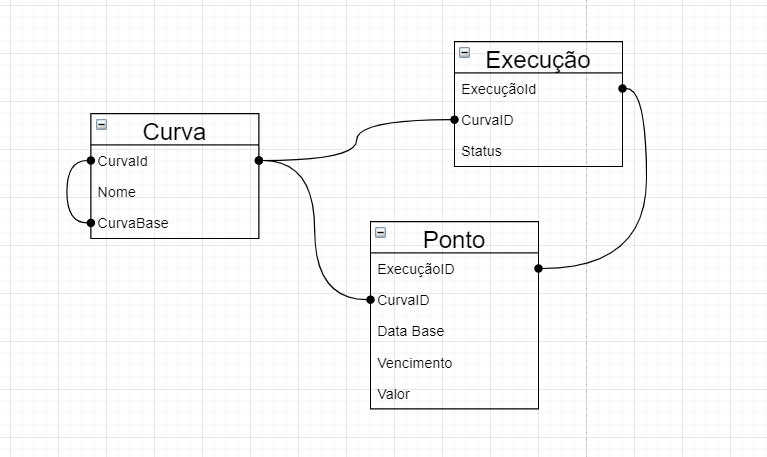 Execução
ExecuçãoId
CurvaID
Status
Curva
CurvaId
Nome
CurvaBase
Ponto
ExecuçãoID
CurvaID
Data Base
Vencimento
Valor